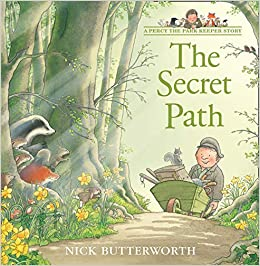 A PERCY THE PARK KEEPER STORY
The
Secret
Path
NICK BUTTERWORTH